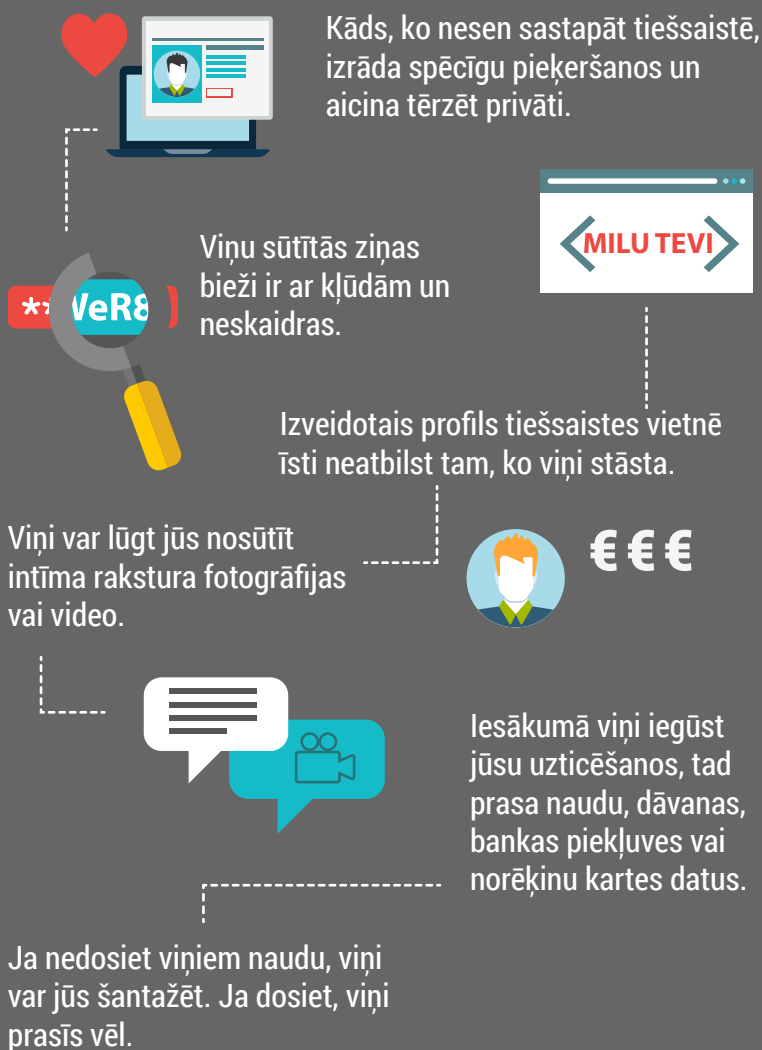 Kāds, ko nesen sastapāt tiešsaistē,
izrāda spēcīgu pieķeršanos un
aicina tērzēt privāti.
<MILU TEVI>
Viņu sūtītās ziņas
bieži ir ar kļūdām un
neskaidras.
** WeR8
Izveidotais profils tiešsaistes vietnē
īsti neatbilst tam, ko viņi stāsta.
Viņi var lūgt jūs nosūtīt
intīma rakstura fotogrāfijas
vai video.
€ € €
Iesākumā viņi iegūst
jūsu uzticēšanos, tad
prasa naudu, dāvanas,
bankas piekļuves vai
norēķinu kartes datus.
Ja nedosiet viņiem naudu, viņi
var jūs šantažēt. Ja dosiet, viņi
prasīs vēl.